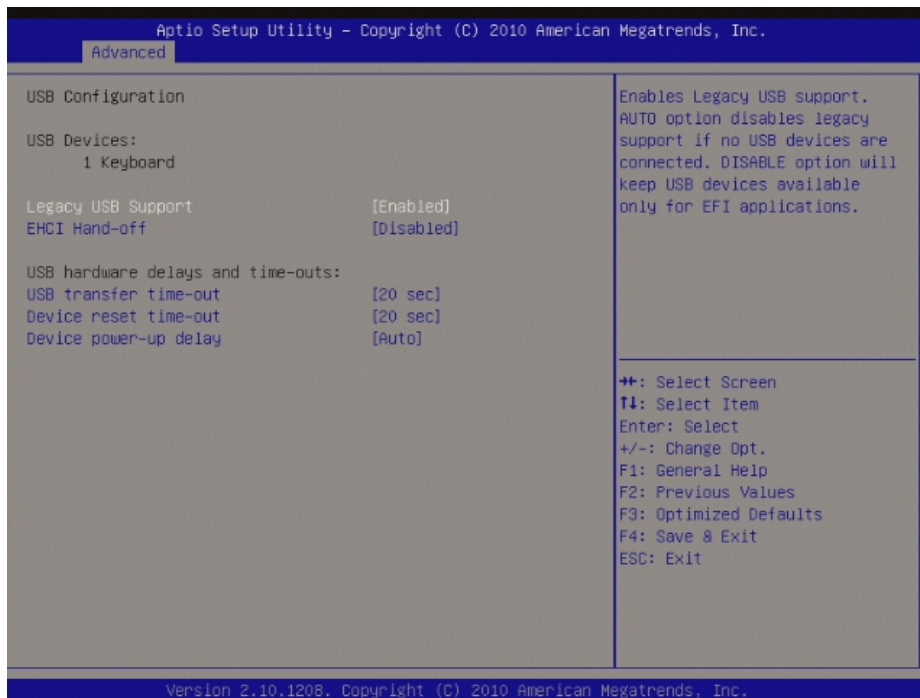 Aptio Setup Utility – Copyright (C) 2010 American Megatrends, Inc.
Advanced
USB Configuration
USB Devices:
1 Keyboard
Legacy USB Support [Enabled]
EHCI Hand-off [Disabled]
USB hardware delays and time-outs:
USB transfer time-out [20 sec]
Device reset time-out [20 sec]
Device power-up delay [Auto]
Enables Legacy USB support.
AUTO option disables legacy
support if no USB devices are
connected. DISABLE option will
keep USB devices available
only for EFI applications.
→←: Select Screen
↑↓: Select Item
Enter: Select
+/-: Change Opt.
F1: General Help
F2: Previous Values
F3: Optimized Defaults
F4: Save & Exit
ESC: Exit
Version 2.10.1208. Copyright (C) 2010 American Megatrends, Inc.